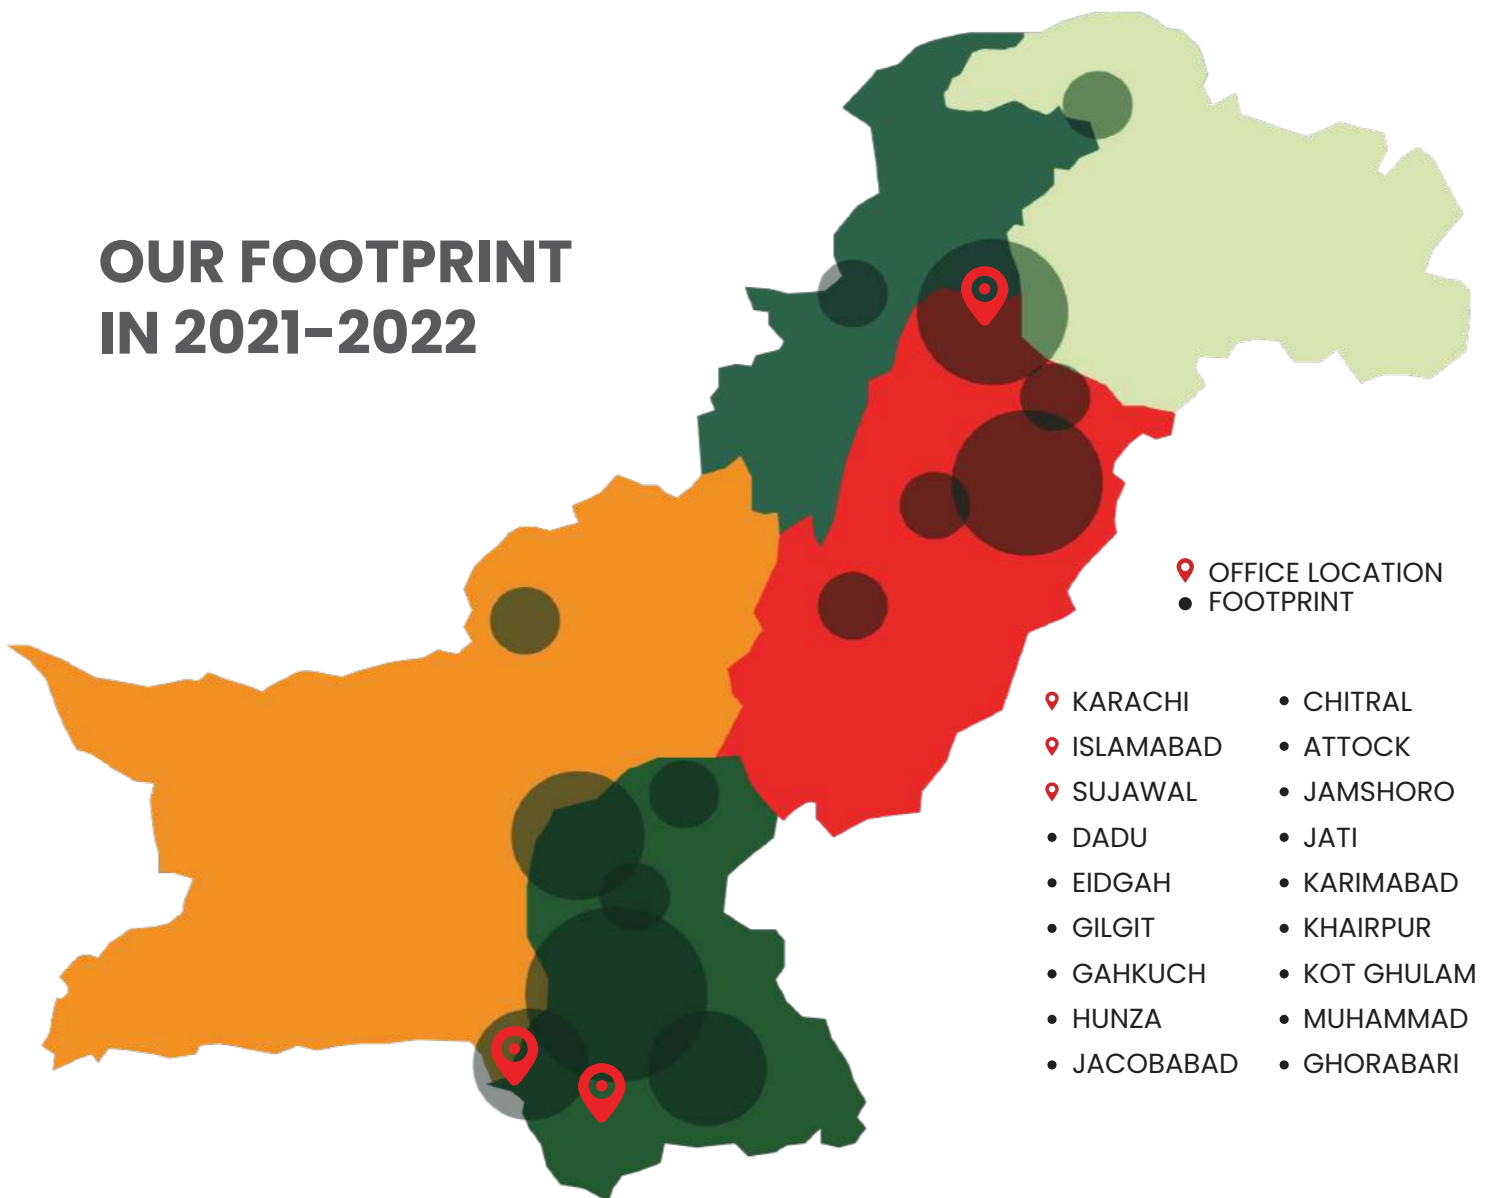 OUR FOOTPRINT
IN 2021-2022
OFFICE LOCATION
FOOTPRINT
KARACHI
ISLAMABAD
SUJAWAL
DADU
EIDGAH
GILGIT
GAHKUCH
HUNZA
JACOBABAD
CHITRAL
ATTOCK
JAMSHORO
JATI
KARIMABAD
KHAIRPUR
KOT GHULAM
MUHAMMAD
GHORABARI